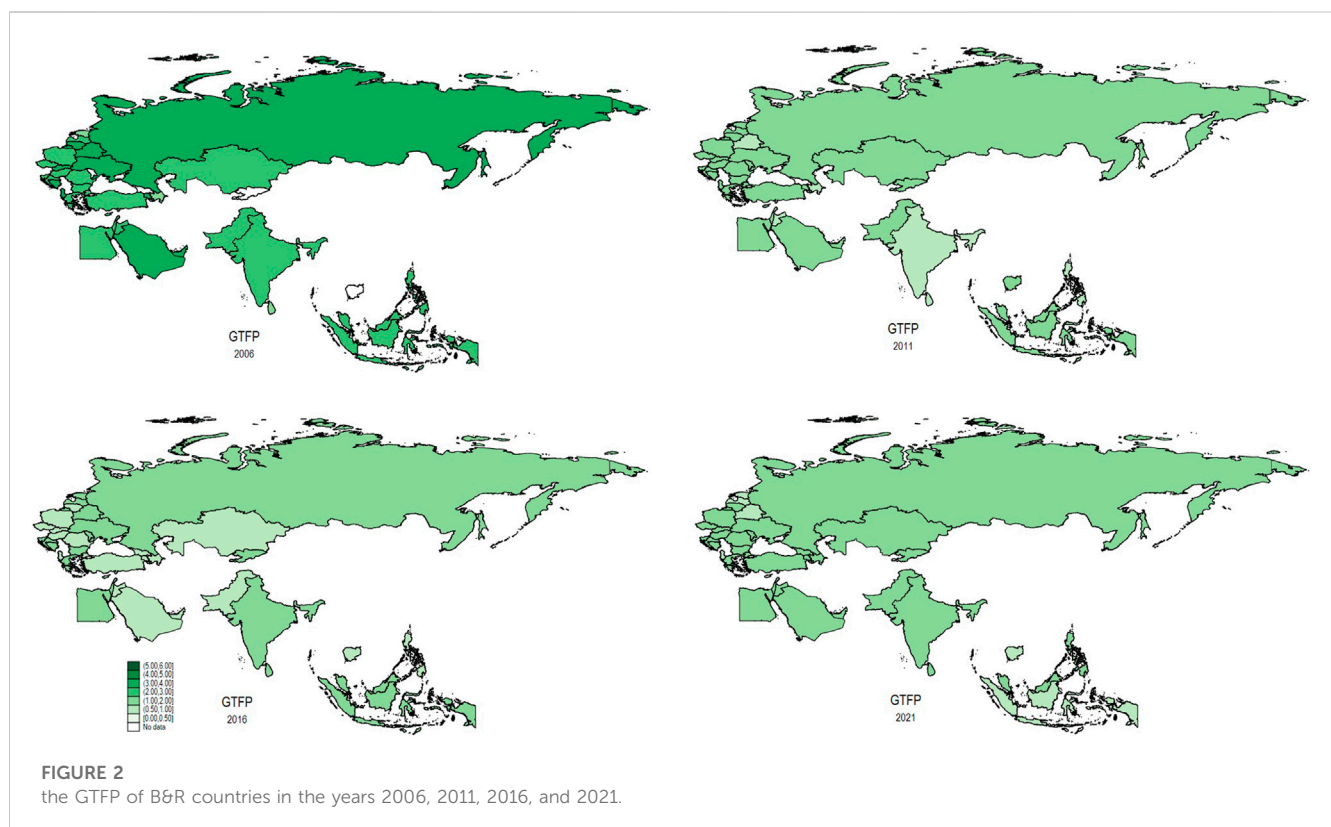 GTFP
2006
GTFP
2011
(5.00,6.00]
(4.00,5.00]
(3.00,4.00]
(2.00,3.00]
(1.00,2.00]
(0.50,1.00]
[0.00,0.50]
No data
GTFP
2016
GTFP
2021
FIGURE 2
the GTFP of B&R countries in the years 2006, 2011, 2016, and 2021.